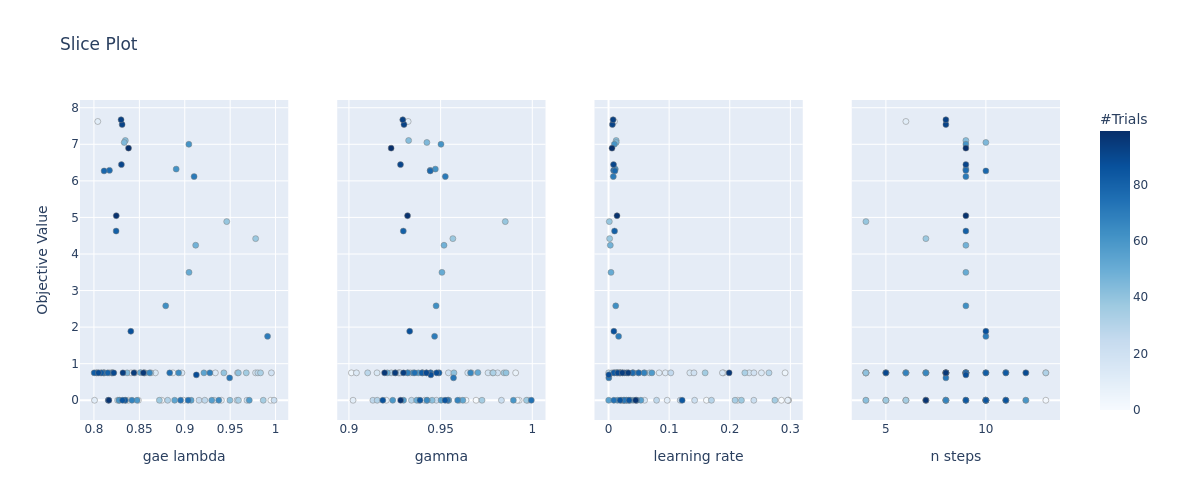 Slice Plot
#Trials
8
7
6
5
4
3
2
1
0
Objective Value
0.8 0.85 0.9 0.95 1
0.9 0.95 1
0 0.1 0.2 0.3
5 10
gae lambda
gamma
learning rate
n steps
80
60
40
20
0